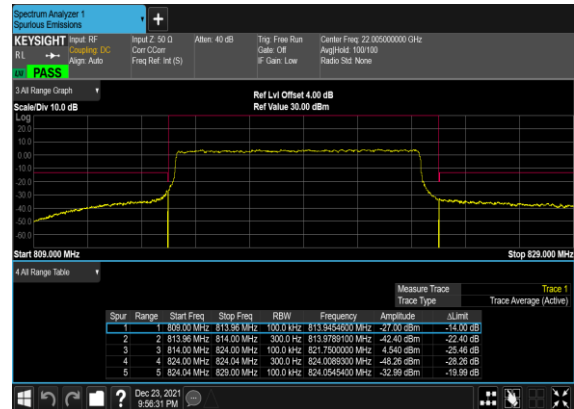 Spectrum Analyzer 1
Spurious Emissions
+
KEYSIGHT Input: RF Input Z: 50 Ω Atten: 40 dB Trig: Free Run Center Freq: 22.005000000 GHz
RL Coupling: DC Corr CCorr Gate: Off Avg|Hold: 100/100
Align: Auto Freq Ref: Int (S) IF Gain: Low Radio Std: None
PASS
3 All Range Graph
Ref Lvl Offset 4.00 dB
Scale/Div 10.0 dB Ref Value 30.00 dBm
Log
20.0
10.0
0.00
-10.0
-20.0
-30.0
-40.0
-50.0
-60.0
Start 809.000 MHz Stop 829.000 MHz
4 All Range Table
Measure Trace Trace 1
Trace Type Trace Average (Active)
Spur Range Start Freq Stop Freq RBW Frequency Amplitude ΔLimit
1 1 809.00 MHz 813.96 MHz 100.0 kHz 813.9454600 MHz -27.00 dBm -14.00 dB
2 2 813.96 MHz 814.00 MHz 300.0 Hz 813.9789100 MHz -42.40 dBm -22.40 dB
3 3 814.00 MHz 824.00 MHz 100.0 kHz 821.7500000 MHz 4.540 dBm -25.46 dB
4 4 824.00 MHz 824.04 MHz 300.0 Hz 824.0089300 MHz -48.26 dBm -28.26 dB
5 5 824.04 MHz 829.00 MHz 100.0 kHz 824.0545400 MHz -32.99 dBm -19.99 dB
? Dec 23, 2021
9:56:31 PM